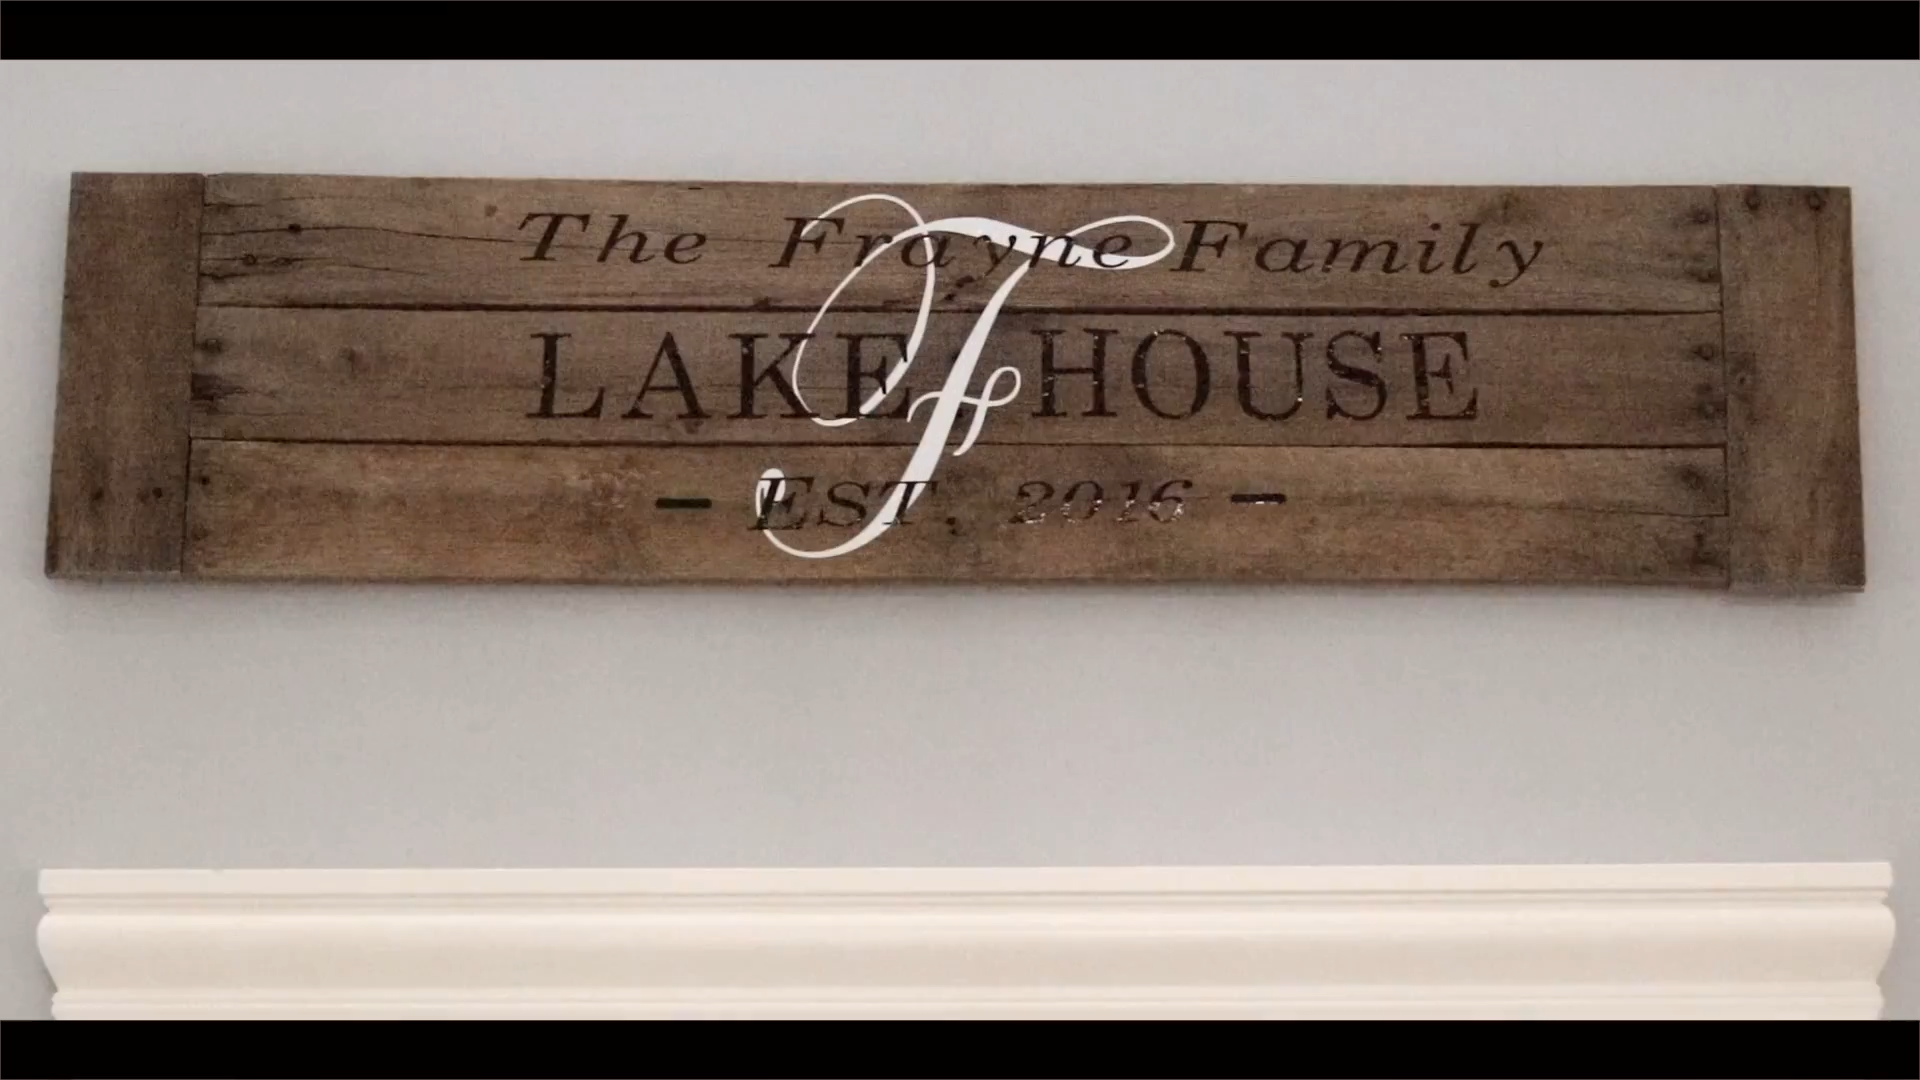 The Frayne Family
F
LAKE HOUSE
- EST. 2016 -